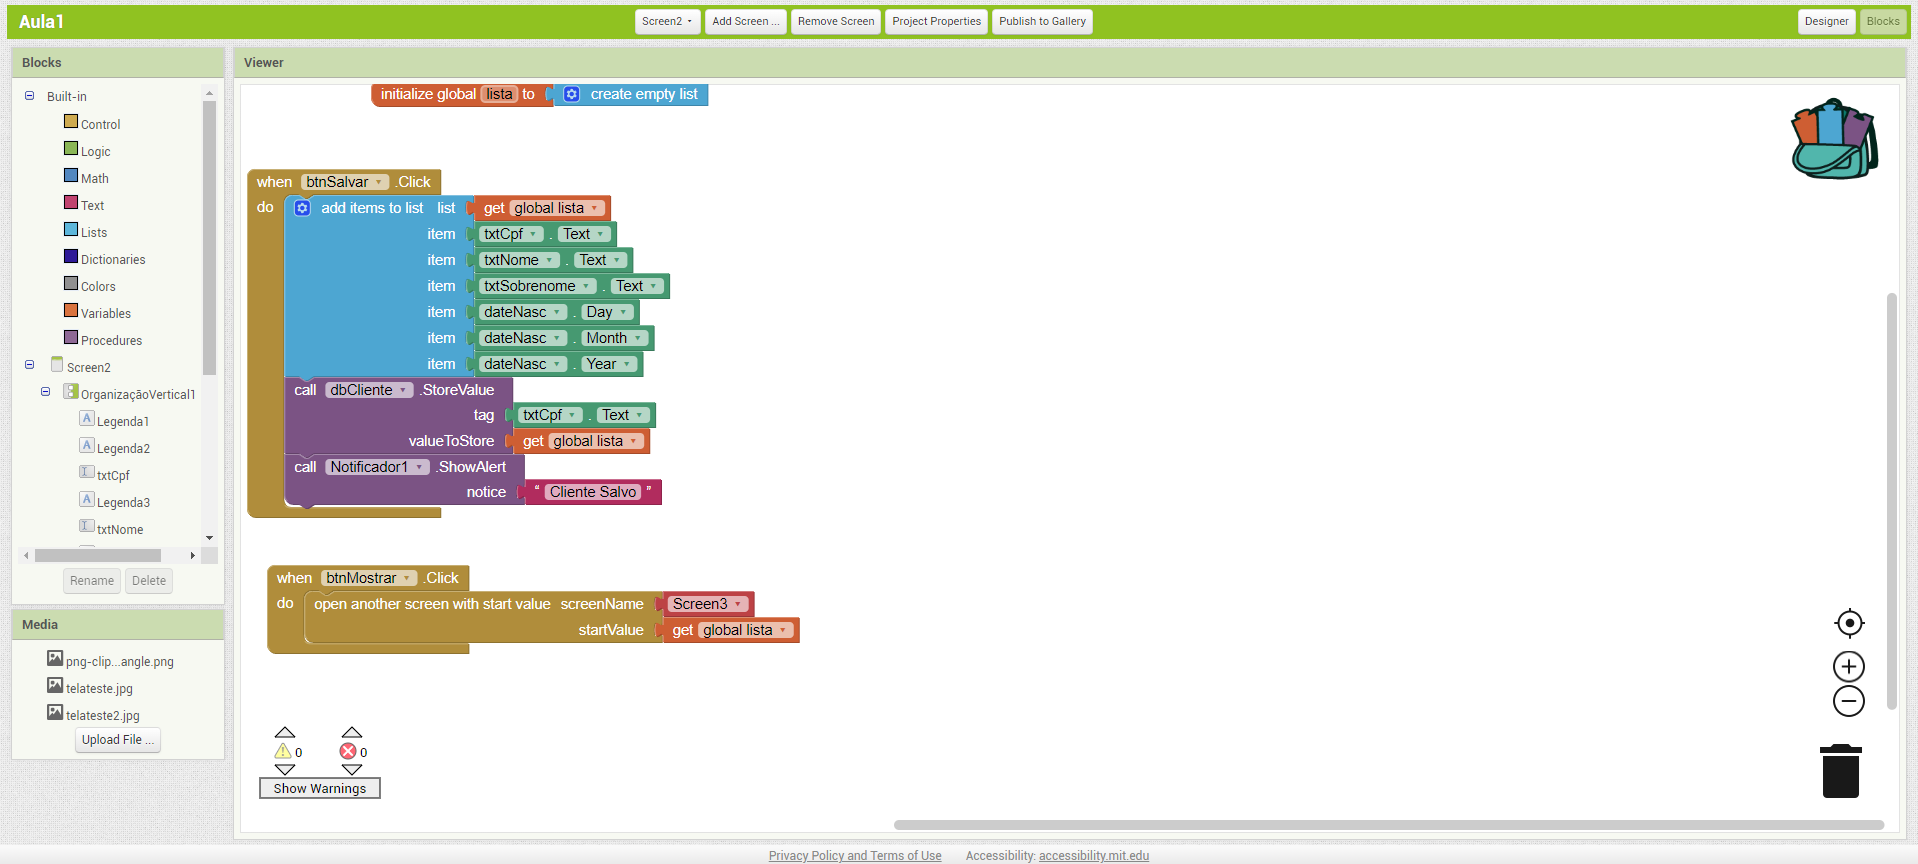 Aula1
Screen2
Add Screen ...
Remove Screen
Project Properties
Publish to Gallery
Designer
Blocks
Blocks
Built-in
Control
Logic
Math
Text
Lists
Dictionaries
Colors
Variables
Procedures
Screen2
OrganizaçãoVertical1
Legenda1
Legenda2
txtCpf
Legenda3
txtNome
Rename
Delete
Media
png-clip...angle.png
telateste.jpg
telateste2.jpg
Upload File ...
Viewer
initialize global lista to create empty list
when btnSalvar .Click
do add items to list list get global lista
item txtCpf . Text
item txtNome . Text
item txtSobrenome . Text
item dateNasc . Day
item dateNasc . Month
item dateNasc . Year
call dbCliente .StoreValue
tag txtCpf . Text
valueToStore get global lista
call Notificador1 .ShowAlert
notice " Cliente Salvo "
when btnMostrar .Click
do open another screen with start value screenName Screen3
startValue get global lista
0 0
Show Warnings
Privacy Policy and Terms of Use Accessibility: accessibility.mit.edu